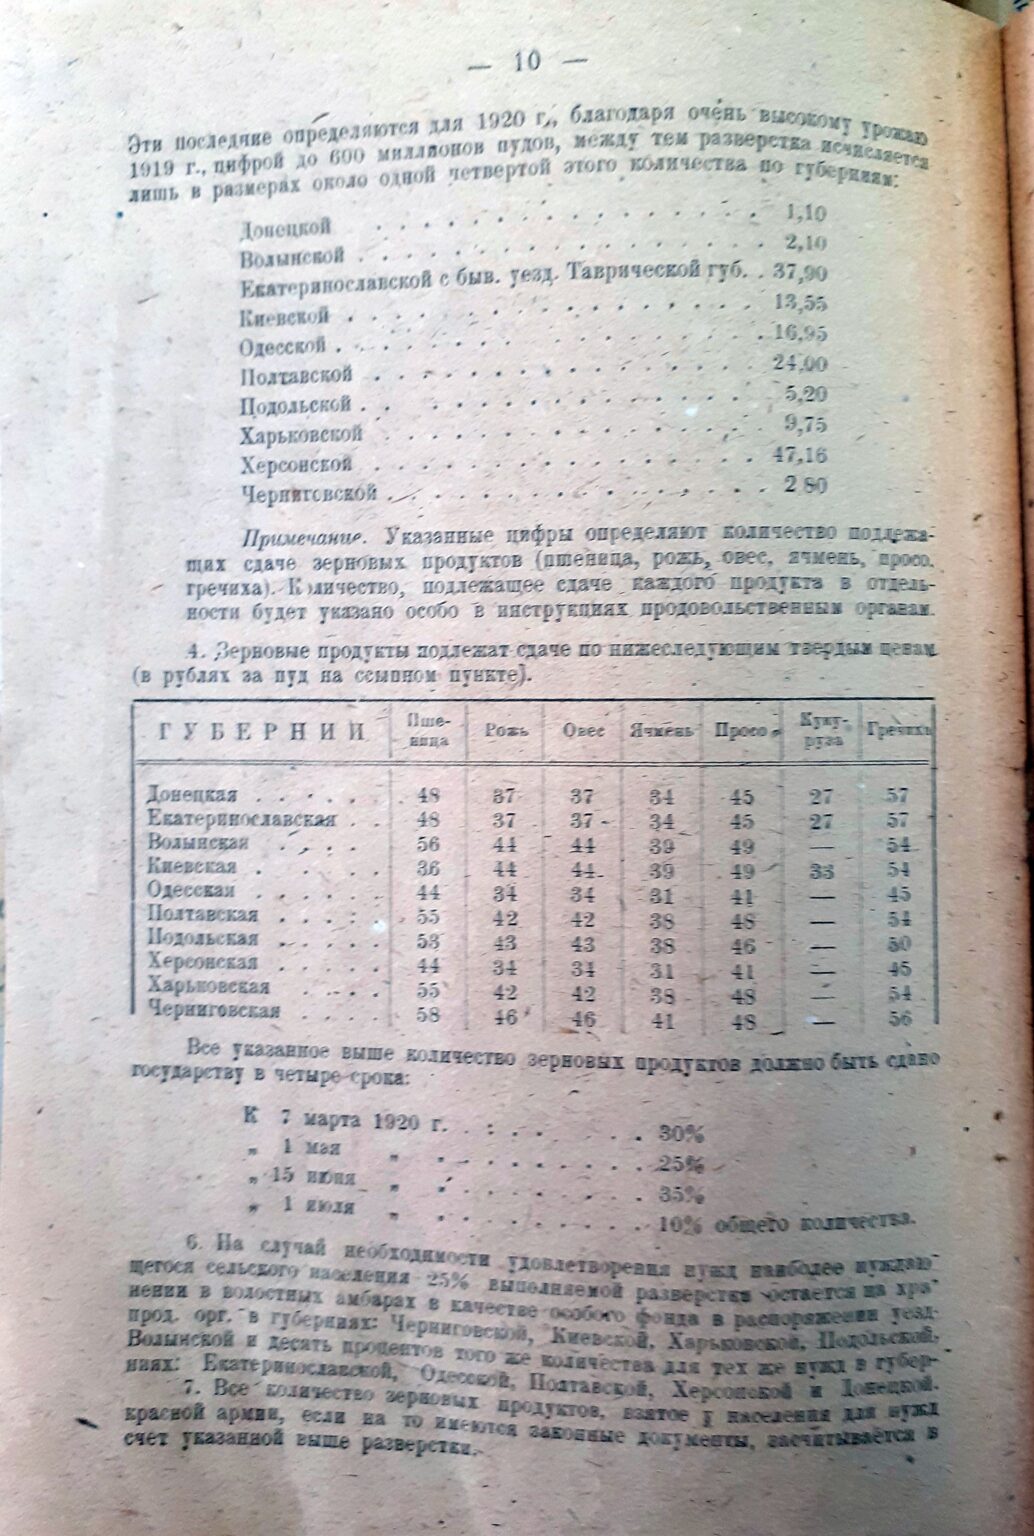 — 10 —
Эти последние определяются для 1920 г., благодаря очень высокому урожаю
1919 г., цифрой до 600 миллионов пудов, между тем разверстка исчисляется
лишь в размерах около одной четвертой этого количества по губерниям:
Донецкой . . . . . . . . . . . . . . 1,10
Волынской . . . . . . . . . . . . . . 2,10
Екатеринославской с быв. уезд. Таврической губ. . 37,90
Киевской . . . . . . . . . . . . . . 13,55
Одесской . . . . . . . . . . . . . . 16,95
Полтавской . . . . . . . . . . . . . . 24,00
Подольской . . . . . . . . . . . . . . 5,20
Харьковской . . . . . . . . . . . . . 9,75
Херсонской . . . . . . . . . . . . . . 47,16
Черниговской . . . . . . . . . . . . . 2 80
Примечание. Указанные цифры определяют количество подлежа-
щих сдаче зерновых продуктов (пшеница, рожь, овес, ячмень, просо,
гречиха). Количество, подлежащее сдаче каждого продукта в отдель-
ности будет указано особо в инструкциях продовольственным органам.
4. Зерновые продукты подлежат сдаче по нижеследующим твердым ценам
(в рублях за пуд на ссыпном пункте).
ГУБЕРНИИ Пше-ница Рожь Овес Ячмень Просо Куку-руза Гречиха
Донецкая . . . . . 48 37 37 34 45 27 57
Екатеринославская . . 48 37 37 34 45 27 57
Волынская . . . . 56 44 44 39 49 — 54
Киевская . . . . . 36 44 44 39 49 33 54
Одесская . . . . . 44 34 34 31 41 — 45
Полтавская . . . . . 55 42 42 38 48 — 54
Подольская . . . . . 53 43 43 38 46 — 50
Херсонская . . . . . 44 34 34 31 41 — 45
Харьковская . . . . 55 42 42 38 48 — 54
Черниговская . . . . 58 46 46 41 48 — 56
Все указанное выше количество зерновых продуктов должно быть сдано
государству в четыре срока:
К 7 марта 1920 г. . . . . . . . . 30%
„ 1 мая „ . . . . . . . . . 25%
„ 15 июня „ . . . . . . . . . 35%
„ 1 июля „ . . . . . . . . . 10% общего количества.
6. На случай необходимости удовлетворения нужд наиболее нуждаю
щегося сельского населения 25% выполняемой разверстки остается на хра
нении в волостных амбарах в качестве особого фонда в распоряжении уезд-
прод. орг. в губерниях: Черниговской, Киевской, Харьковской, Подольской,
Волынской и десять процентов того же количества для тех же нужд в губер-
ниях: Екатеринославской, Одесской, Полтавской, Херсонской и Донецкой.
7. Все количество зерновых продуктов, взятое у населения для нужд
красной армии, если на то имеются законные документы, засчитывается в
счет указанной выше разверстки.